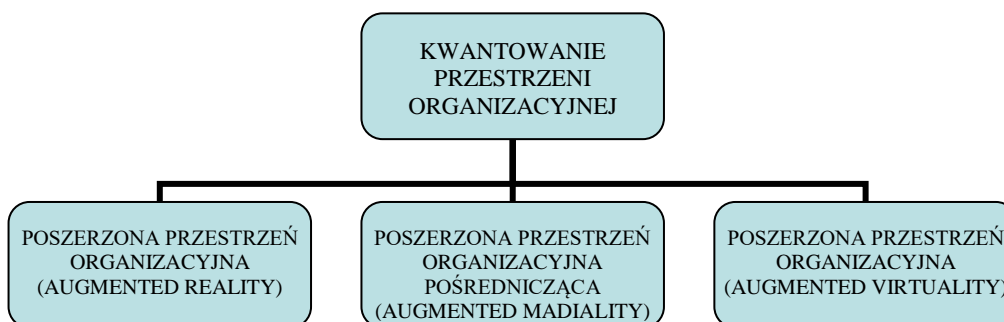 KWANTOWANIE
PRZESTRZENI
ORGANIZACYJNEJ
POSZERZONA PRZESTRZEŃ
ORGANIZACYJNA
(AUGMENTED REALITY)
POSZERZONA PRZESTRZEŃ
ORGANIZACYJNA
POŚREDNICZĄCA
(AUGMENTED MADIALITY)
POSZERZONA PRZESTRZEŃ
ORGANIZACYJNA
(AUGMENTED VIRTUALITY)